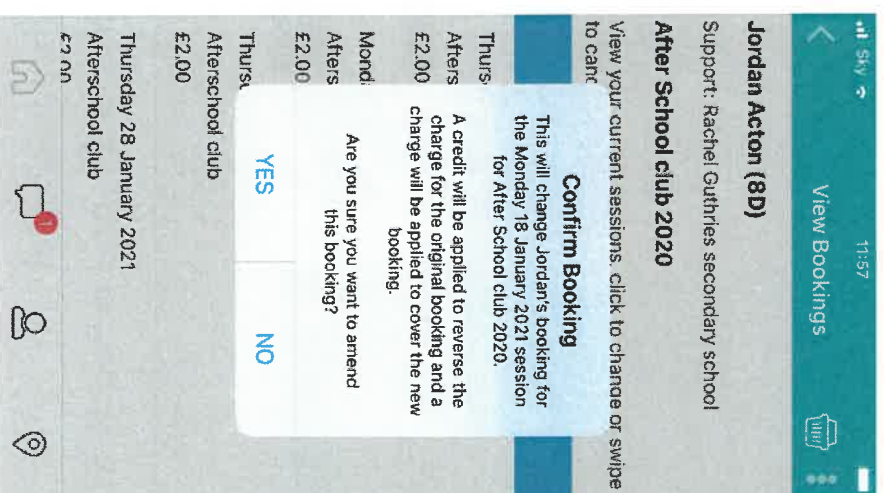 Sky 11:57
View Bookings
Jordan Acton (8D)
Support: Rachel Guthries secondary school
After School club 2020
View your current sessions, click to change or swipe
to canc
Confirm Booking
This will change Jordan's booking for
the Monday 18 January 2021 session
for After School club 2020.
A credit will be applied to reverse the
charge for the original booking and a
charge will be applied to cover the new
booking.
Are you sure you want to amend
this booking?
YES NO
Thurs
Afters
£2.00
Monda
Afters
£2.00
Thurs
Afterschool club
£2.00
Thursday 28 January 2021
Afterschool club
£2.00
1